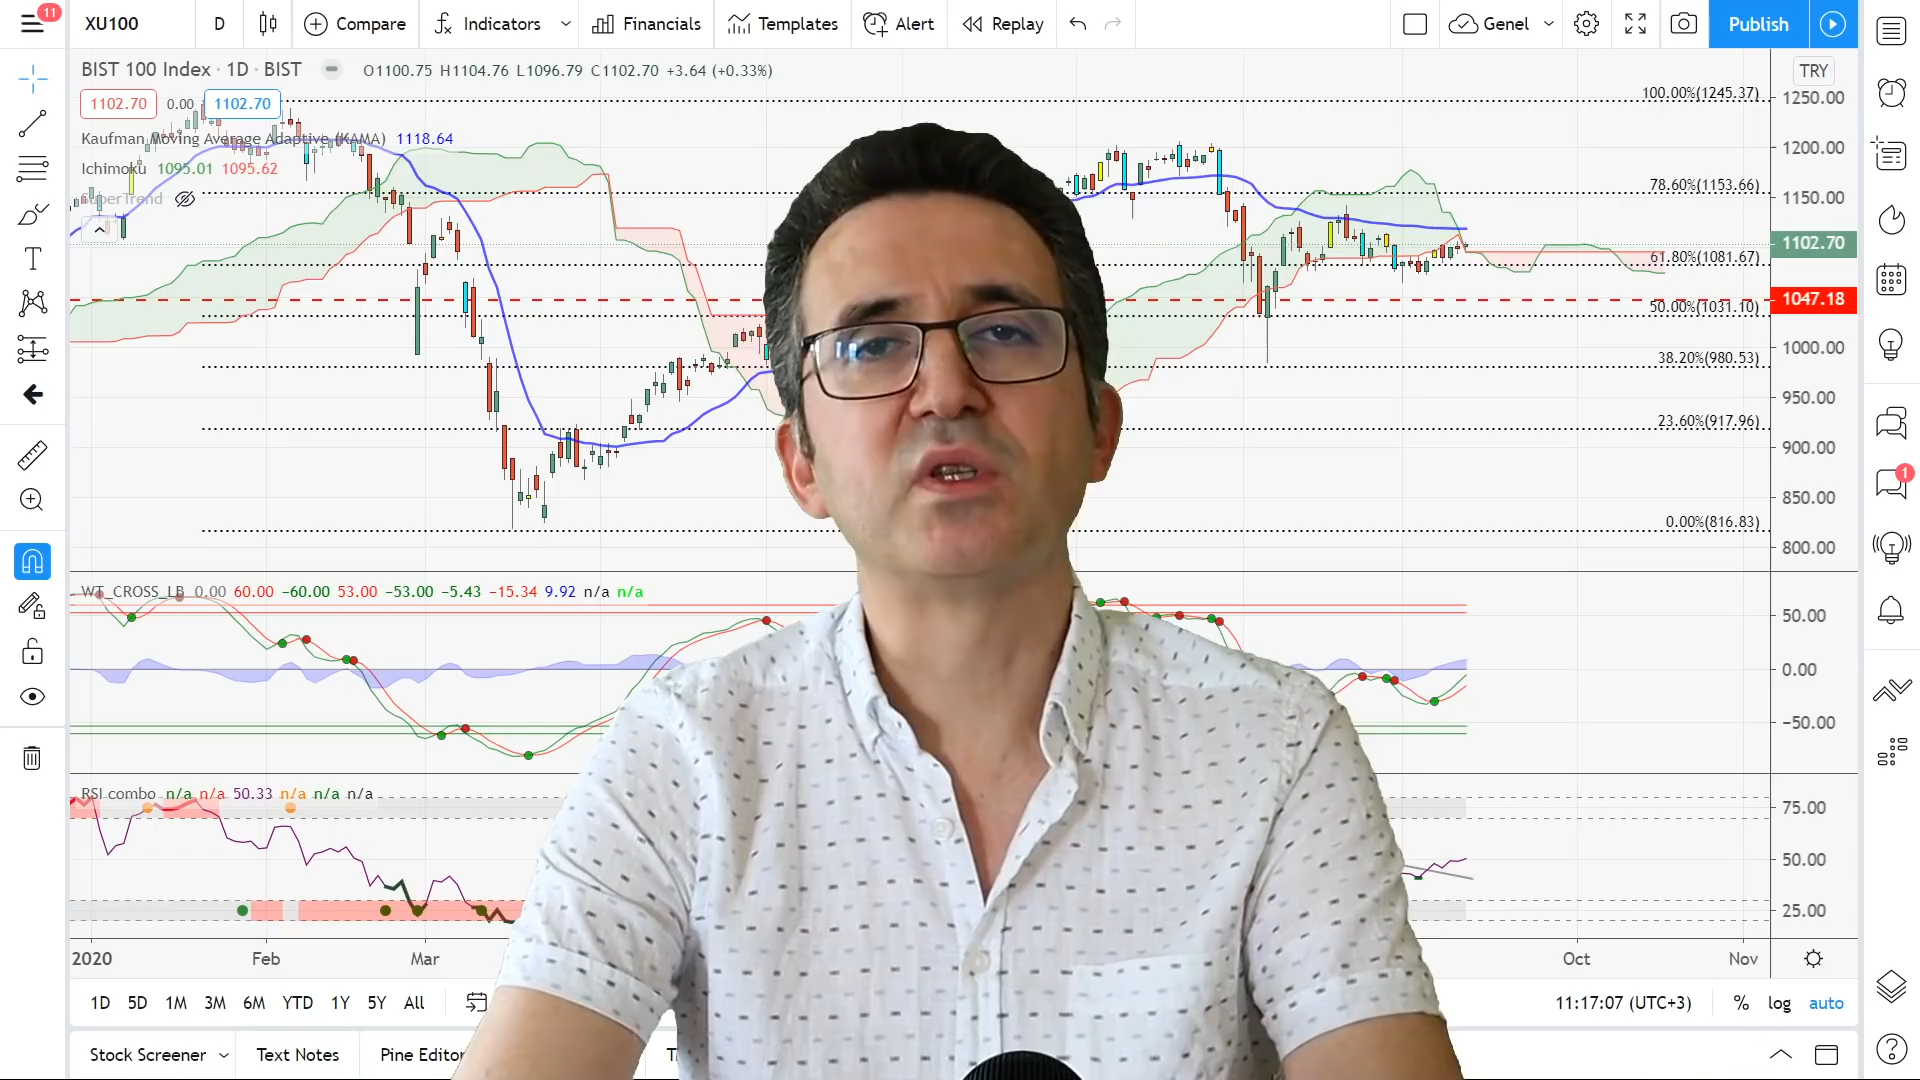 11
XU100
D
Compare
Indicators
Financials
Templates
Alert
Replay
Genel
Publish
BIST 100 Index · 1D · BIST
O1100.75 H1104.76 L1096.79 C1102.70 +3.64 (+0.33%)
TRY
1102.70 0.00 1102.70
Kaufman Moving Average Adaptive (KAMA) 1118.64
Ichimoku 1095.01 1095.62
SuperTrend
100.00%(1245.37)
78.60%(1153.66)
61.80%(1081.67)
50.00%(1031.10)
38.20%(980.53)
23.60%(917.96)
0.00%(816.83)
1250.00
1200.00
1150.00
1102.70
1047.18
1000.00
950.00
900.00
850.00
800.00
1
WT_CROSS_LB 0.00 60.00 −60.00 53.00 −53.00 −5.43 −15.34 9.92 n/a n/a
50.00
0.00
−50.00
RSI combo n/a n/a 50.33 n/a n/a n/a
75.00
50.00
25.00
2020 Feb Mar Oct Nov
1D 5D 1M 3M 6M YTD 1Y 5Y All
11:17:07 (UTC+3) % log auto
Stock Screener Text Notes Pine Editor